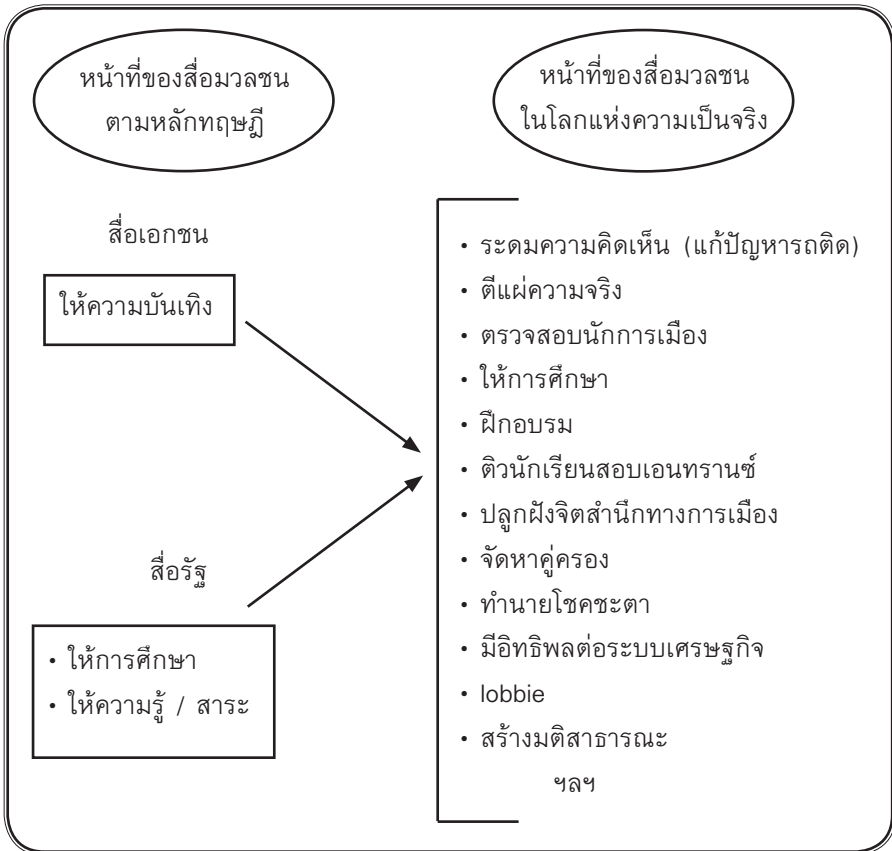 หน้าที่ของสื่อมวลชน
ตามหลักทฤษฎี
หน้าที่ของสื่อมวลชน
ในโลกแห่งความเป็นจริง
สื่อเอกชน
ให้ความบันเทิง
สื่อรัฐ
• ให้การศึกษา
• ให้ความรู้ / สาระ
• ระดมความคิดเห็น (แก้ปัญหารถติด)
• ตีแผ่ความจริง
• ตรวจสอบนักการเมือง
• ให้การศึกษา
• ฝึกอบรม
• ติวนักเรียนสอบเอนทรานซ์
• ปลูกฝังจิตสำนึกทางการเมือง
• จัดหาคู่ครอง
• ทำนายโชคชะตา
• มีอิทธิพลต่อระบบเศรษฐกิจ
• lobbie
• สร้างมติสาธารณะ
ฯลฯ